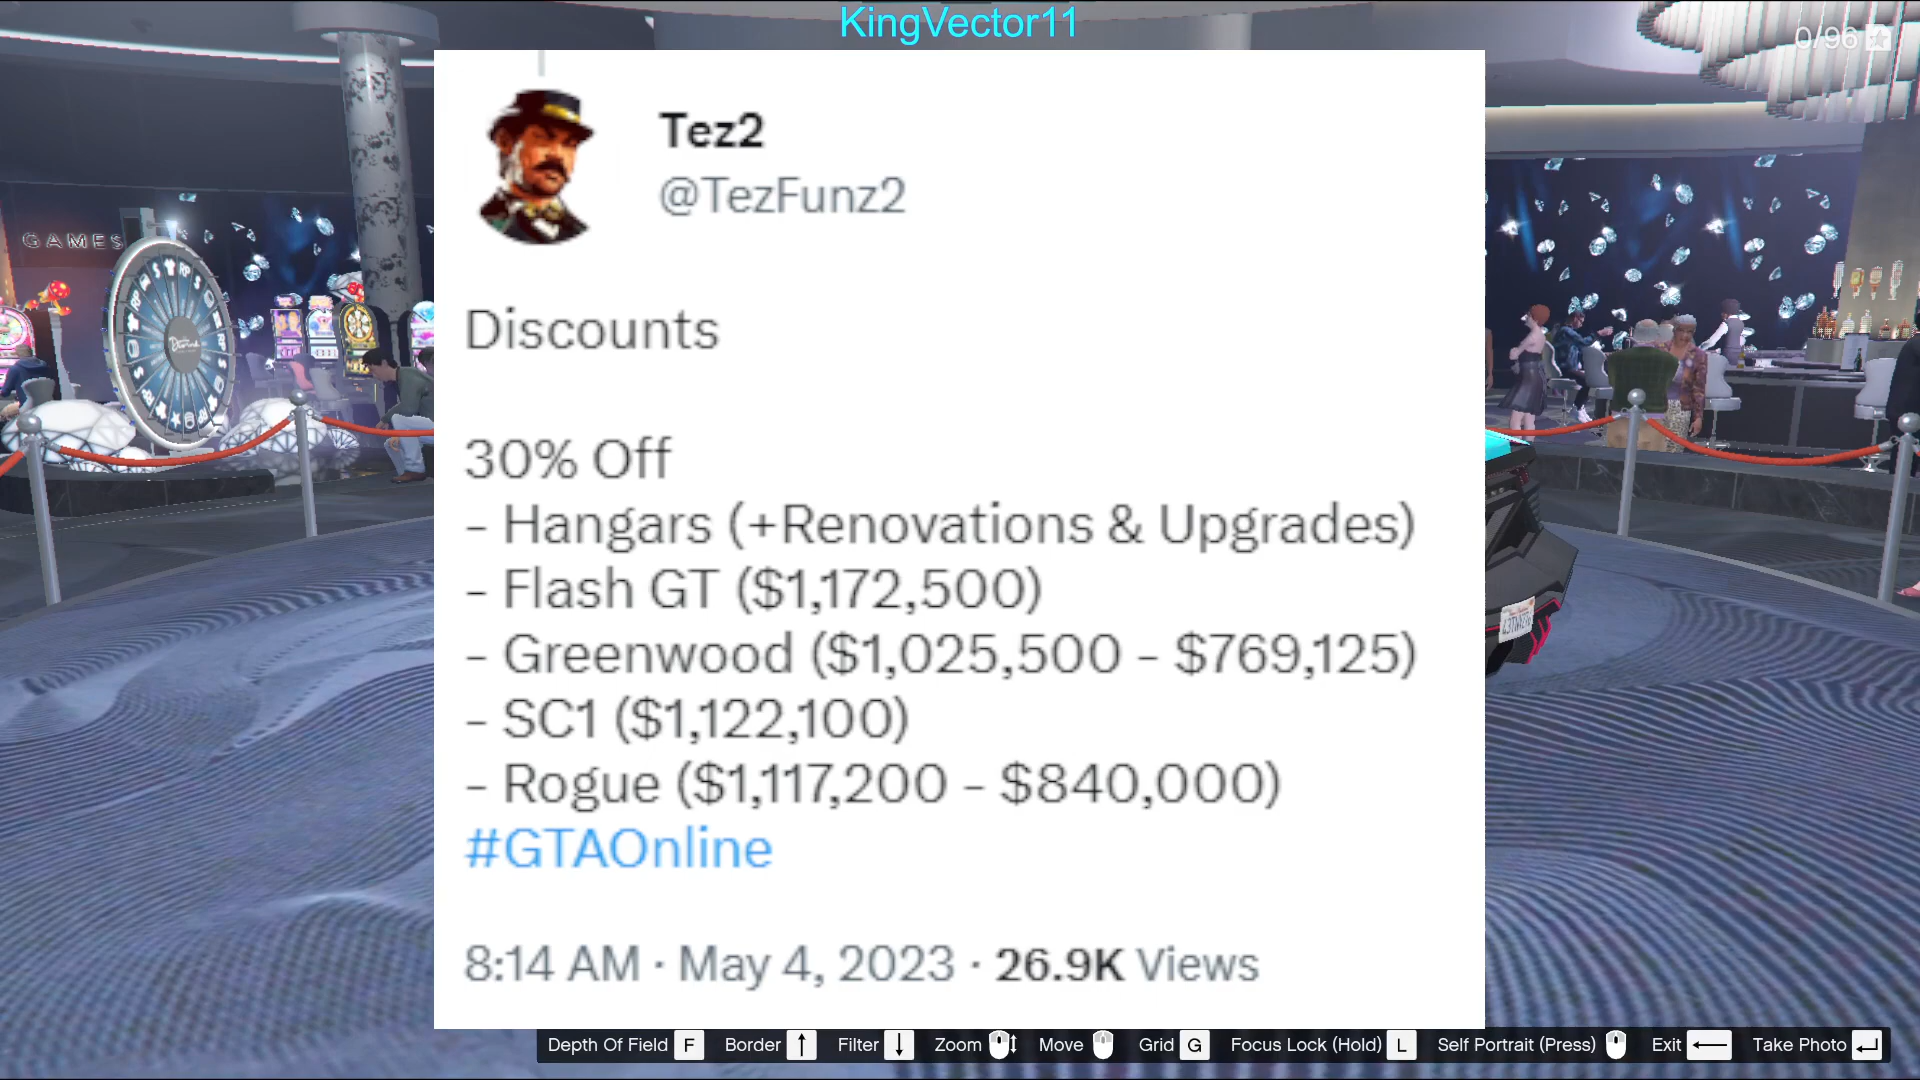 KingVector11
0/96
GAMES
Tez2
@TezFunz2
Discounts
30% Off
- Hangars (+Renovations & Upgrades)
- Flash GT ($1,172,500)
- Greenwood ($1,025,500 - $769,125)
- SC1 ($1,122,100)
- Rogue ($1,117,200 - $840,000)
#GTAOnline
8:14 AM · May 4, 2023 · 26.9K Views
Depth Of Field F Border ↑ Filter ↓ Zoom Move Grid G Focus Lock (Hold) L Self Portrait (Press) Exit Take Photo